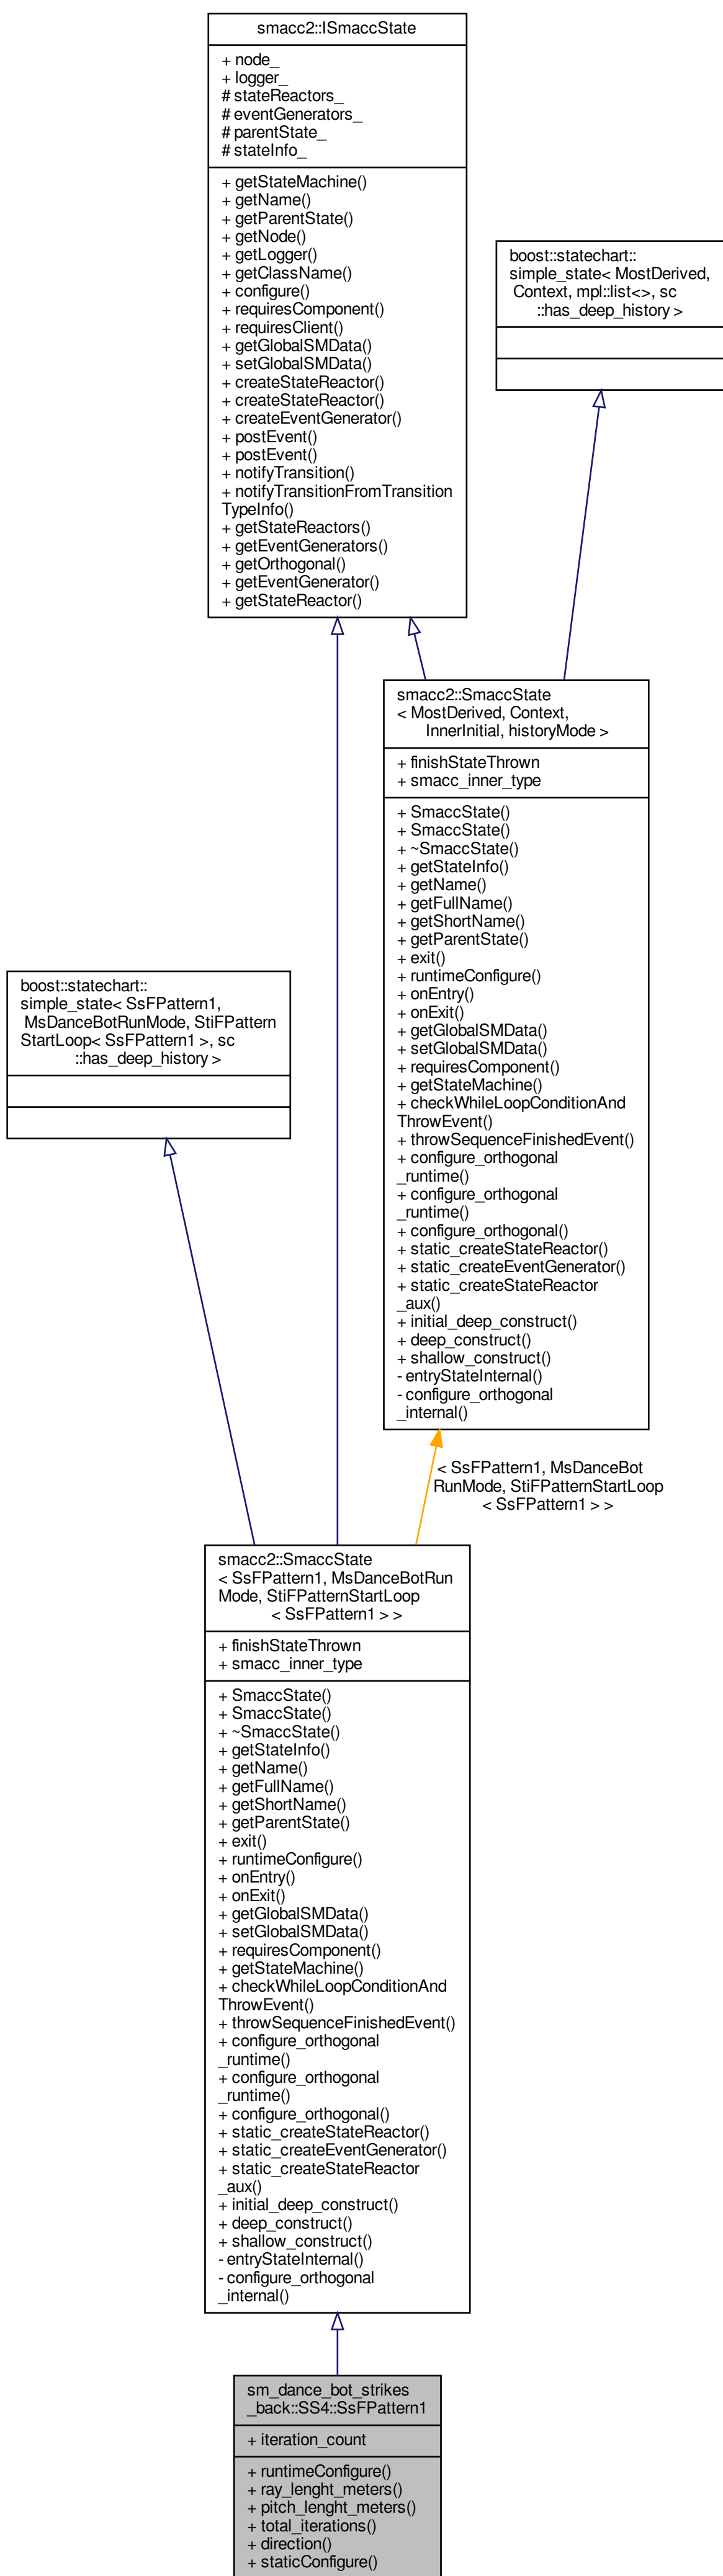 smacc2::ISmaccState
+ node_
+ logger_
# stateReactors_
# eventGenerators_
# parentState_
# stateInfo_
+ getStateMachine()
+ getName()
+ getParentState()
+ getNode()
+ getLogger()
+ getClassName()
+ configure()
+ requiresComponent()
+ requiresClient()
+ getGlobalSMData()
+ setGlobalSMData()
+ createStateReactor()
+ createStateReactor()
+ createEventGenerator()
+ postEvent()
+ postEvent()
+ notifyTransition()
+ notifyTransitionFromTransition
TypeInfo()
+ getStateReactors()
+ getEventGenerators()
+ getOrthogonal()
+ getEventGenerator()
+ getStateReactor()
boost::statechart::
simple_state< MostDerived,
Context, mpl::list<>, sc
::has_deep_history >
smacc2::SmaccState
< MostDerived, Context,
InnerInitial, historyMode >
+ finishStateThrown
+ smacc_inner_type
+ SmaccState()
+ SmaccState()
+ ~SmaccState()
+ getStateInfo()
+ getName()
+ getFullName()
+ getShortName()
+ getParentState()
+ exit()
+ runtimeConfigure()
+ onEntry()
+ onExit()
+ getGlobalSMData()
+ setGlobalSMData()
+ requiresComponent()
+ getStateMachine()
+ checkWhileLoopConditionAnd
ThrowEvent()
+ throwSequenceFinishedEvent()
+ configure_orthogonal
_runtime()
+ configure_orthogonal
_runtime()
+ configure_orthogonal()
+ static_createStateReactor()
+ static_createEventGenerator()
+ static_createStateReactor
_aux()
+ initial_deep_construct()
+ deep_construct()
+ shallow_construct()
- entryStateInternal()
- configure_orthogonal
_internal()
boost::statechart::
simple_state< SsFPattern1,
MsDanceBotRunMode, StiFPattern
StartLoop< SsFPattern1 >, sc
::has_deep_history >
< SsFPattern1, MsDanceBot
RunMode, StiFPatternStartLoop
< SsFPattern1 > >
smacc2::SmaccState
< SsFPattern1, MsDanceBotRun
Mode, StiFPatternStartLoop
< SsFPattern1 > >
+ finishStateThrown
+ smacc_inner_type
+ SmaccState()
+ SmaccState()
+ ~SmaccState()
+ getStateInfo()
+ getName()
+ getFullName()
+ getShortName()
+ getParentState()
+ exit()
+ runtimeConfigure()
+ onEntry()
+ onExit()
+ getGlobalSMData()
+ setGlobalSMData()
+ requiresComponent()
+ getStateMachine()
+ checkWhileLoopConditionAnd
ThrowEvent()
+ throwSequenceFinishedEvent()
+ configure_orthogonal
_runtime()
+ configure_orthogonal
_runtime()
+ configure_orthogonal()
+ static_createStateReactor()
+ static_createEventGenerator()
+ static_createStateReactor
_aux()
+ initial_deep_construct()
+ deep_construct()
+ shallow_construct()
- entryStateInternal()
- configure_orthogonal
_internal()
sm_dance_bot_strikes
_back::SS4::SsFPattern1
+ iteration_count
+ runtimeConfigure()
+ ray_lenght_meters()
+ pitch_lenght_meters()
+ total_iterations()
+ direction()
+ staticConfigure()